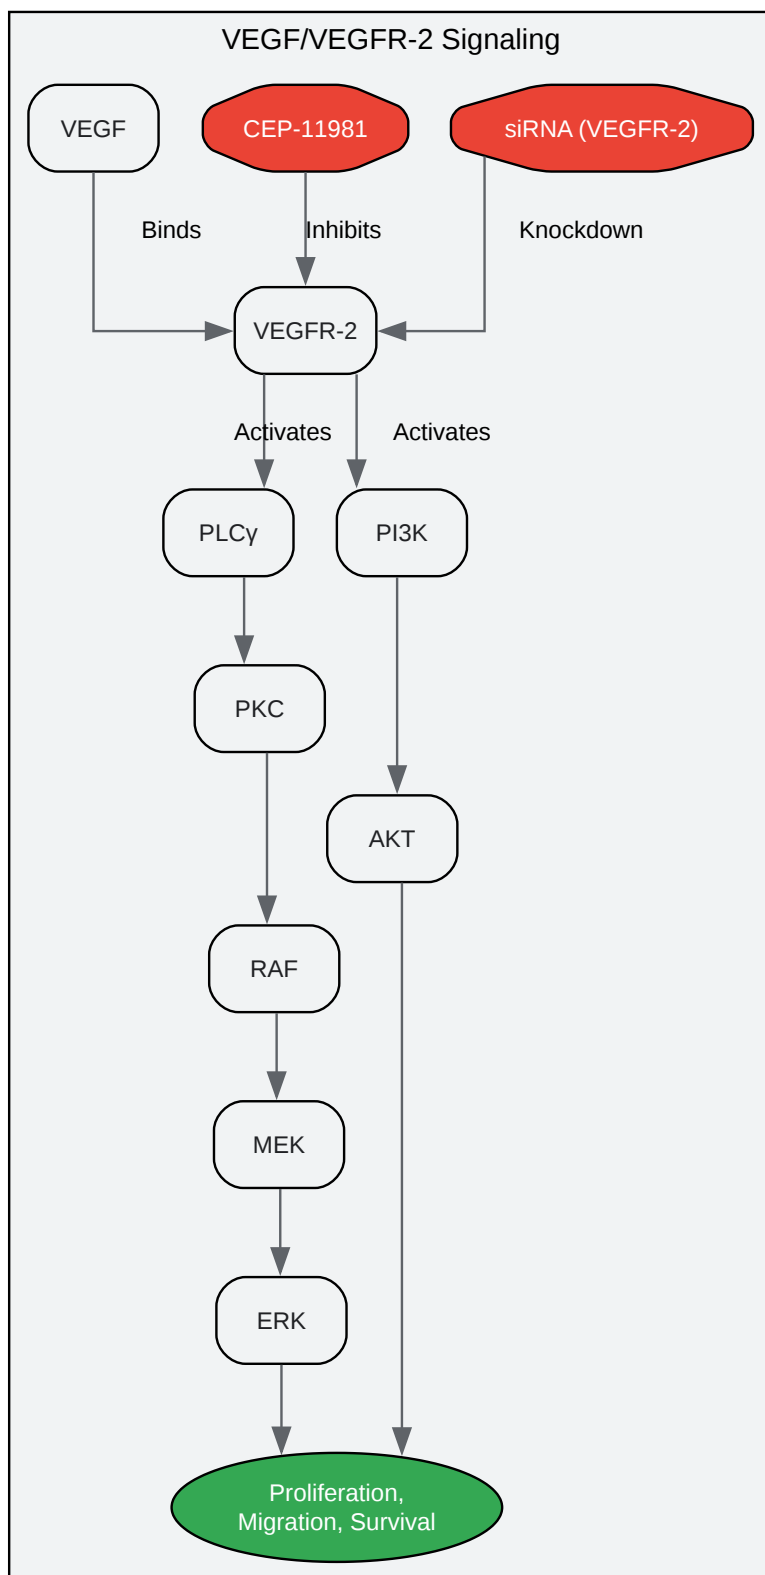 VEGF/VEGFR-2 Signaling
VEGF
CEP-11981
siRNA (VEGFR-2)
Binds
Inhibits
Knockdown
VEGFR-2
Activates
Activates
PLCγ
PI3K
PKC
AKT
RAF
MEK
ERK
Proliferation,
Migration, Survival